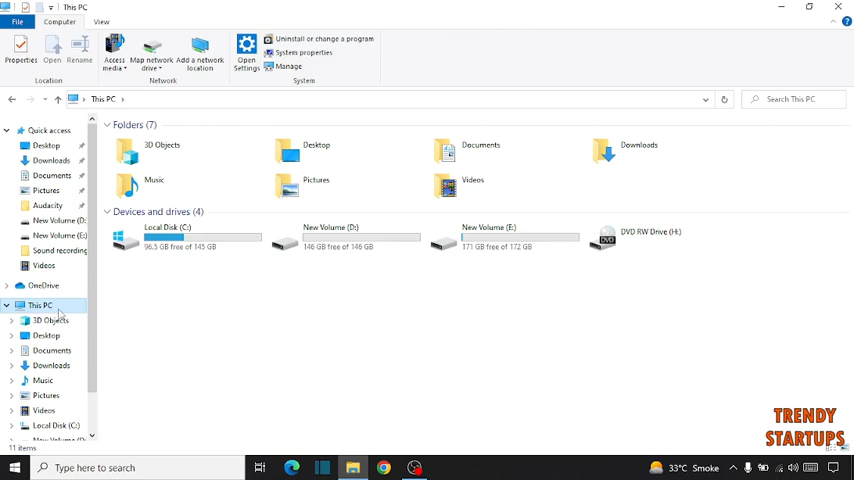 This PC
File
Computer
View
Properties
Open
Rename
Access media
Map network drive
Add a network location
Open Settings
Uninstall or change a program
System properties
Manage
Location
Network
System
This PC
Search This PC
Quick access
Desktop
Downloads
Documents
Pictures
Audacity
New Volume (D:
New Volume (E:)
Sound recording
Videos
OneDrive
This PC
3D Objects
Desktop
Documents
Downloads
Music
Pictures
Videos
Local Disk (C:)
Folders (7)
3D Objects
Desktop
Documents
Downloads
Music
Pictures
Videos
Devices and drives (4)
Local Disk (C:)
96.5 GB free of 145 GB
New Volume (D:)
146 GB free of 146 GB
New Volume (E:)
171 GB free of 172 GB
DVD RW Drive (H:)
DVD
11 items
TRENDY
STARTUPS
Type here to search
33°C Smoke